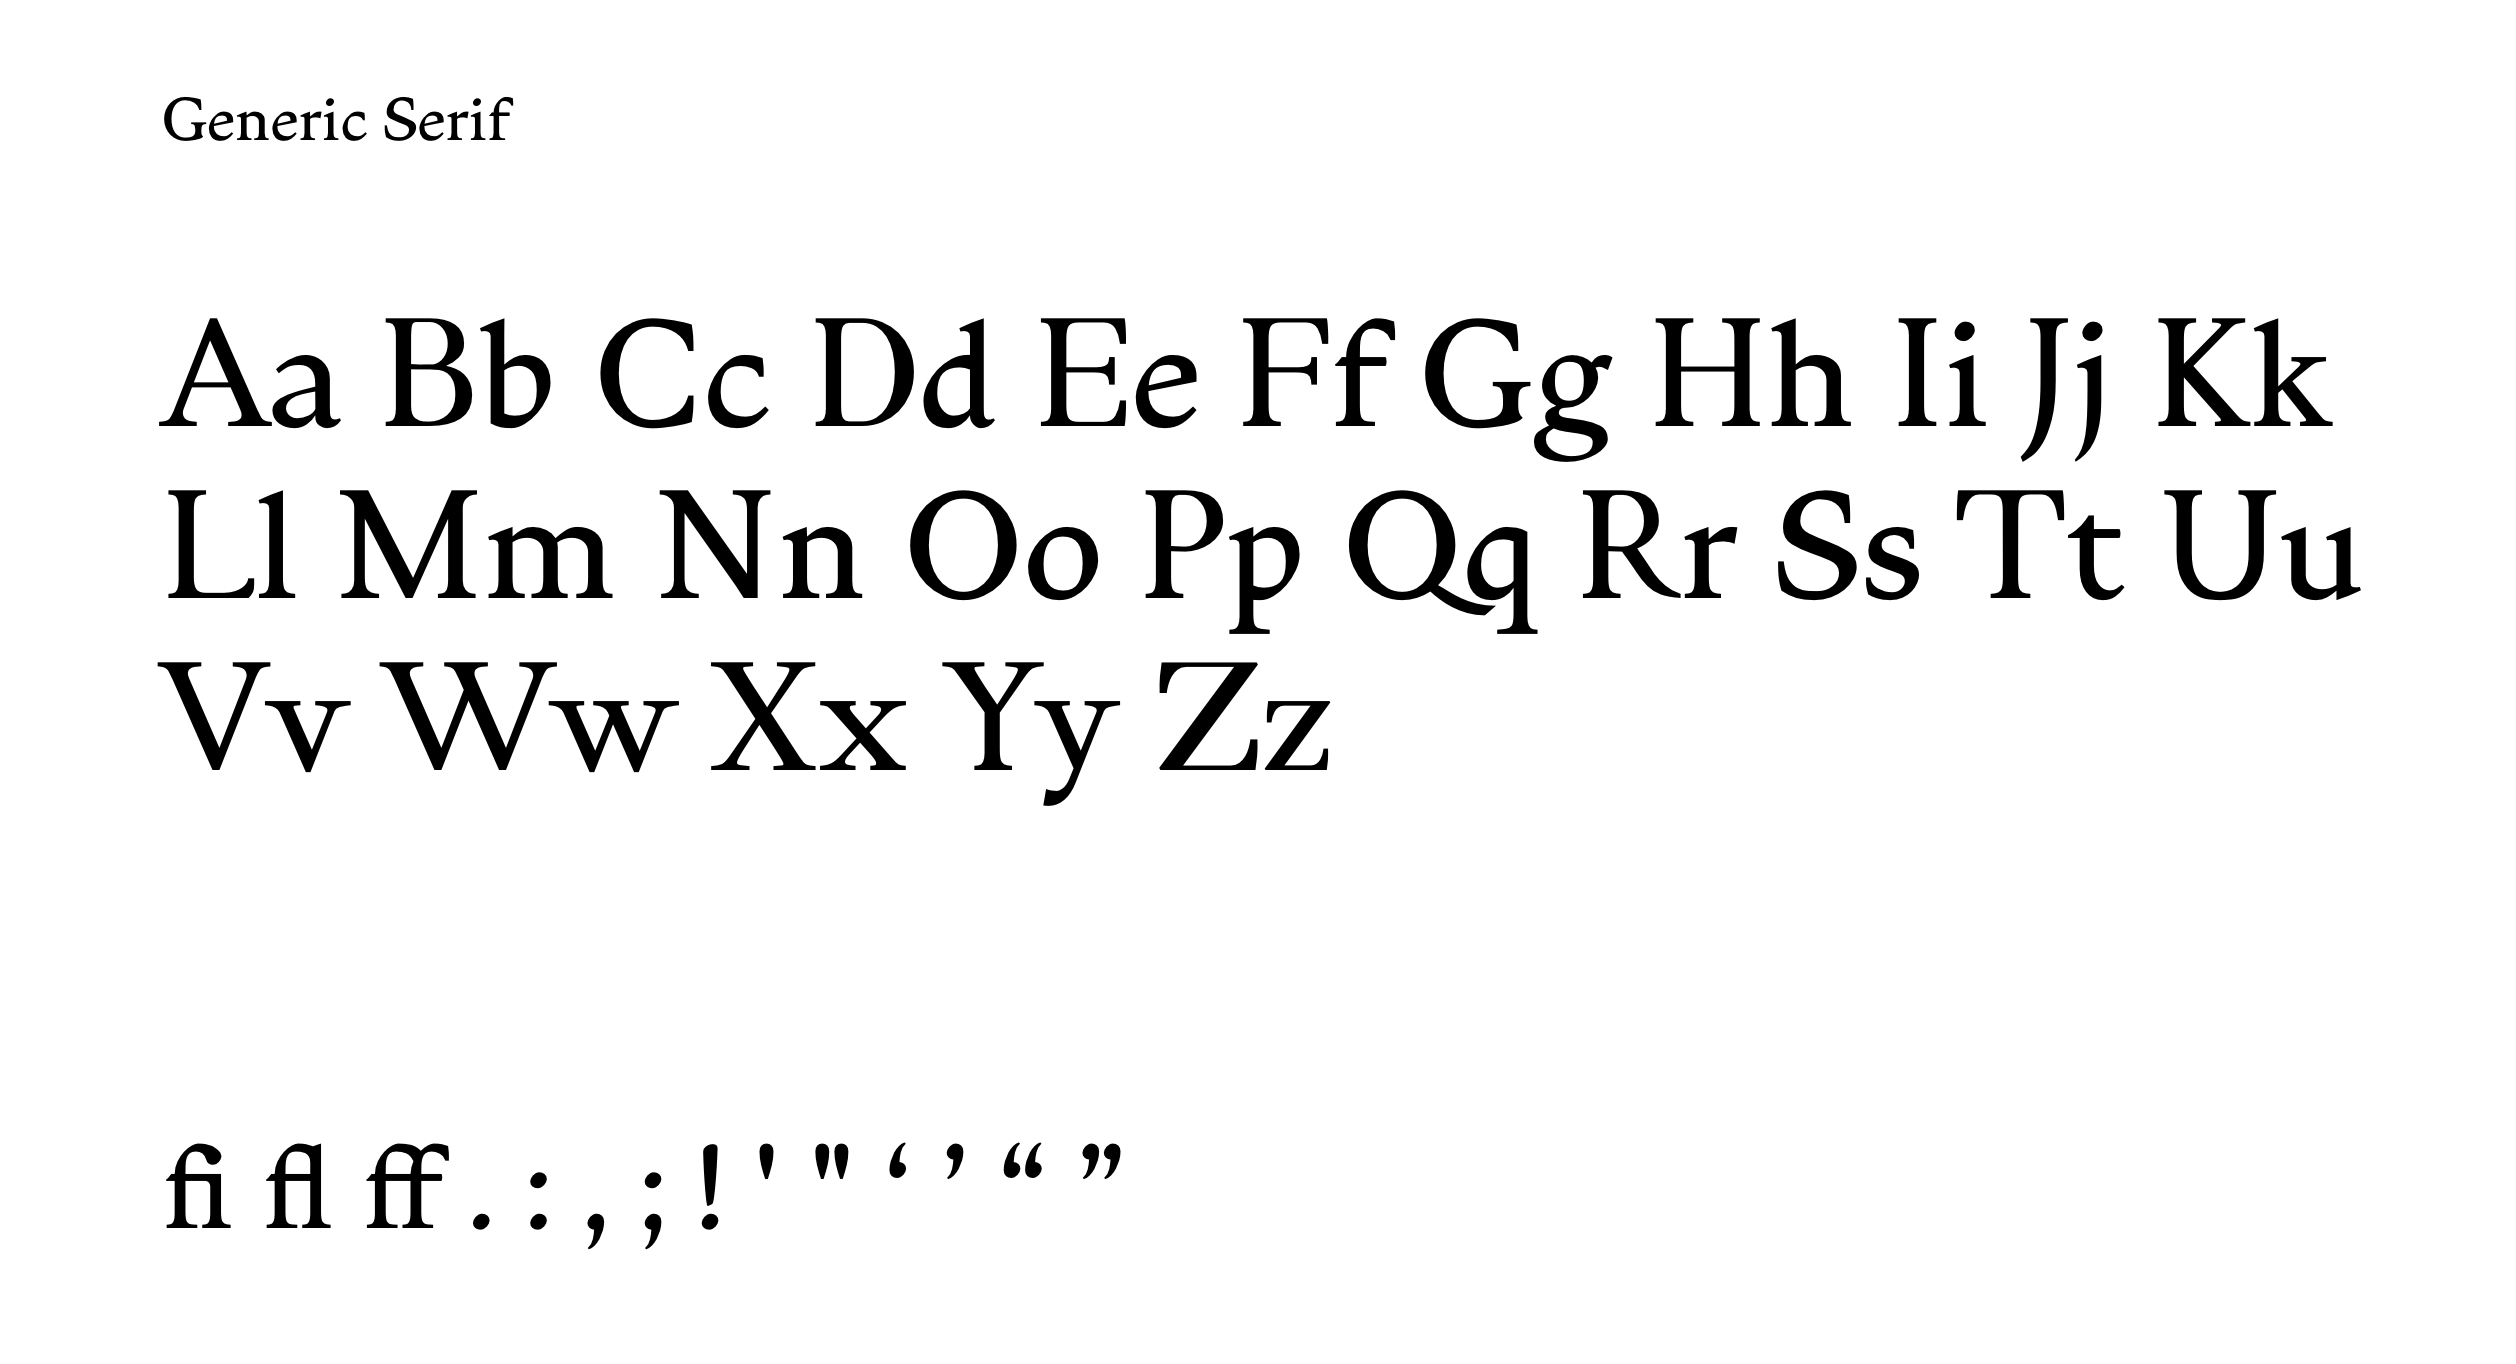 Generic Serif
Aa Bb Cc Dd Ee Ff Gg Hh Ii Jj Kk
Ll Mm Nn Oo Pp Qq Rr Ss Tt Uu
Vv Ww Xx Yy Zz
fi fl ff . : , ; ! ' " ‘ ’ “ ”